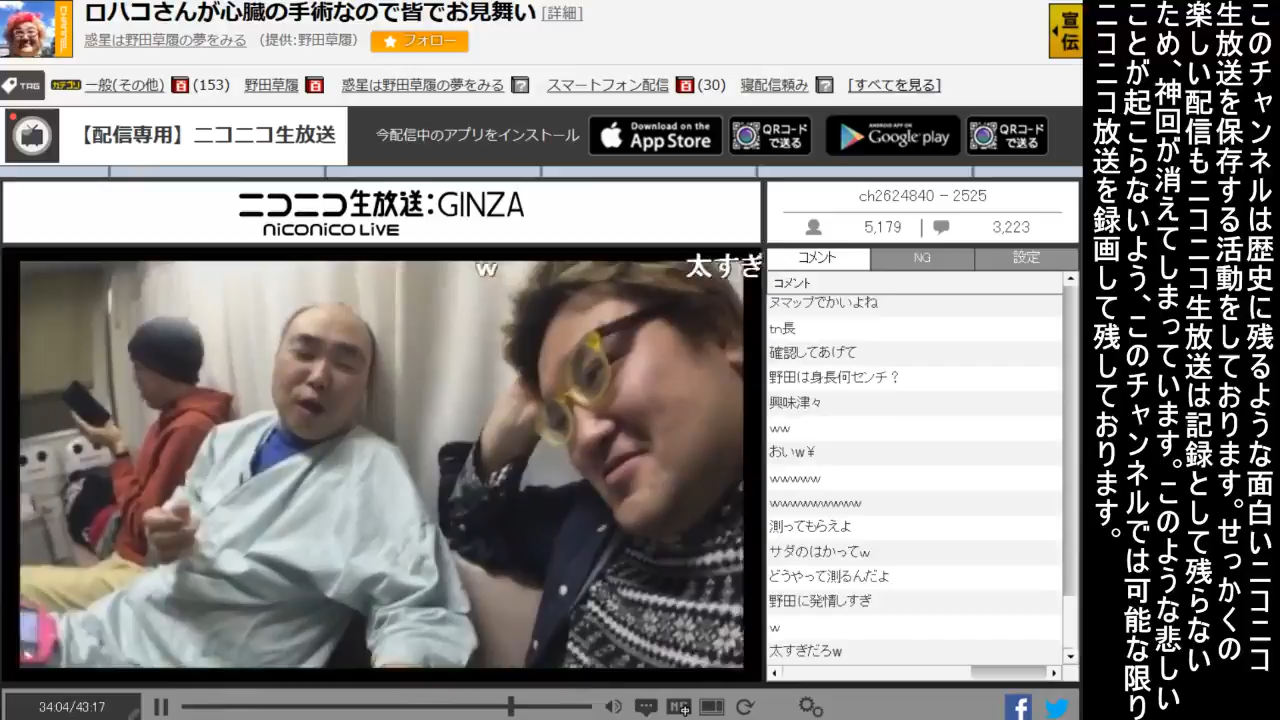 ロハコさんが心臓の手術なので皆でお見舞い [詳細]
惑星は野田草履の夢をみる (提供:野田草履) ★ フォロー
CHANNEL
宣伝
TAG カテゴリ 一般(その他) (153) 野田草履 惑星は野田草履の夢をみる ? スマートフォン配信 (30) 寝配信頼み ? [すべてを見る]
【配信専用】ニコニコ生放送
今配信中のアプリをインストール
Download on the App Store
QRコードで送る
ANDROID APP ON Google play
QRコードで送る
ニコニコ生放送:GINZA
niconico Live
ch2624840 - 2525
5,179 | 3,223
コメント NG 設定
コメント
ヌマップでかいよね
tn長
確認してあげて
野田は身長何センチ?
興味津々
ww
おいw¥
wwwww
wwwwwwwwww
測ってもらえよ
サダのはかってw
どうやって測るんだよ
野田に発情しすぎ
w
太すぎだろw
w
太すぎ
34:04/43:17
このチャンネルは歴史に残るような面白いニコニコ
生放送を保存する活動をしております。せっかくの
楽しい配信もニコニコ生放送は記録として残らない
ため、神回が消えてしまっています。このような悲しい
ことが起こらないよう、このチャンネルでは可能な限り
ニコニコ放送を録画して残しております。